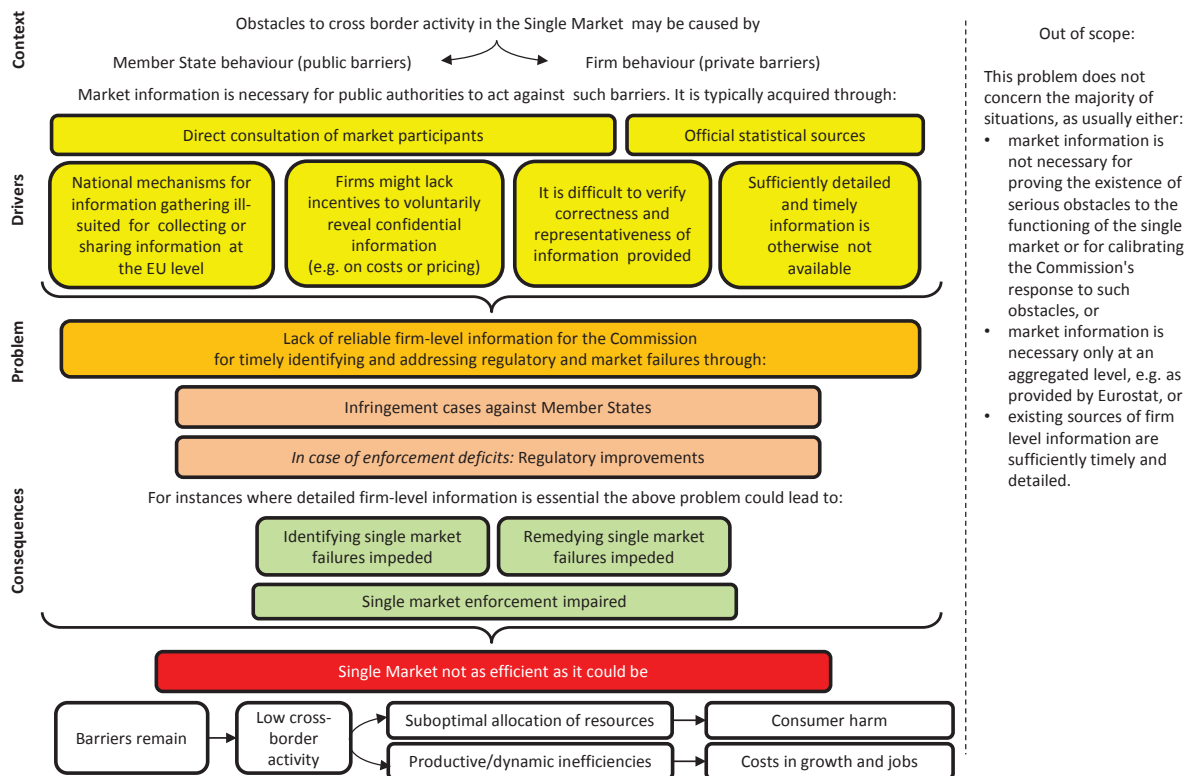 Context
Obstacles to cross border activity in the Single Market may be caused by
Member State behaviour (public barriers)
Firm behaviour (private barriers)
Market information is necessary for public authorities to act against such barriers. It is typically acquired through:
Direct consultation of market participants
Official statistical sources
Drivers
National mechanisms for
information gathering ill-
suited for collecting or
sharing information at
the EU level
Firms might lack
incentives to voluntarily
reveal confidential
information
(e.g. on costs or pricing)
It is difficult to verify
correctness and
representativeness of
information provided
Sufficiently detailed
and timely
information is
otherwise not
available
Problem
Lack of reliable firm-level information for the Commission
for timely identifying and addressing regulatory and market failures through:
Infringement cases against Member States
In case of enforcement deficits: Regulatory improvements
Consequences
For instances where detailed firm-level information is essential the above problem could lead to:
Identifying single market
failures impeded
Remedying single market
failures impeded
Single market enforcement impaired
Single Market not as efficient as it could be
Barriers remain
Low cross-
border
activity
Suboptimal allocation of resources
Consumer harm
Productive/dynamic inefficiencies
Costs in growth and jobs
Out of scope:
This problem does not
concern the majority of
situations, as usually either:
• market information is
not necessary for
proving the existence of
serious obstacles to the
functioning of the single
market or for calibrating
the Commission's
response to such
obstacles, or
• market information is
necessary only at an
aggregated level, e.g. as
provided by Eurostat, or
• existing sources of firm
level information are
sufficiently timely and
detailed.